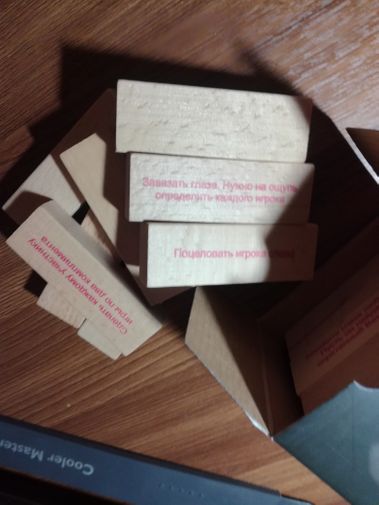 Завязать глаза. Нужно на ощупь
определить каждого игрока
Поцеловать игрока
Сделать каждому участнику
игры по два комплимента
Cooler Master